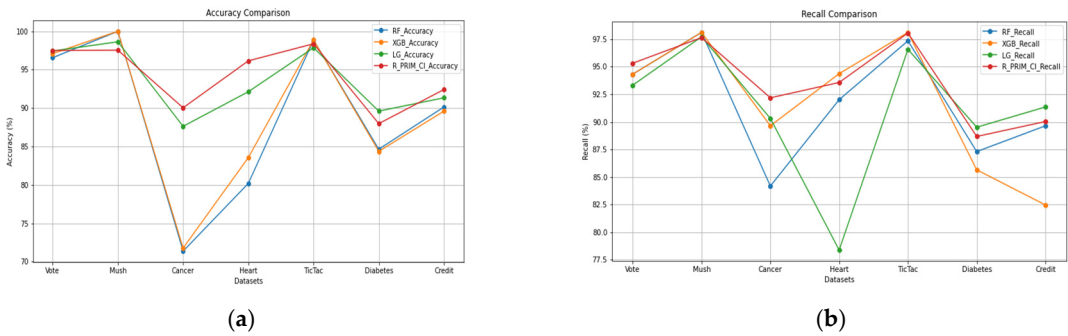 Accuracy Comparison
RF_Accuracy
XGB_Accuracy
LG_Accuracy
R_PRIM_Cl_Accuracy
Accuracy (%)
100
95
90
85
80
75
70
Vote Mush Cancer Heart TicTac Diabetes Credit
Datasets
(a)
Recall Comparison
RF_Recall
XGB_Recall
LG_Recall
R_PRIM_Cl_Recall
Recall (%)
97.5
95.0
92.5
90.0
87.5
85.0
82.5
80.0
77.5
Vote Mush Cancer Heart TicTac Diabetes Credit
Datasets
(b)